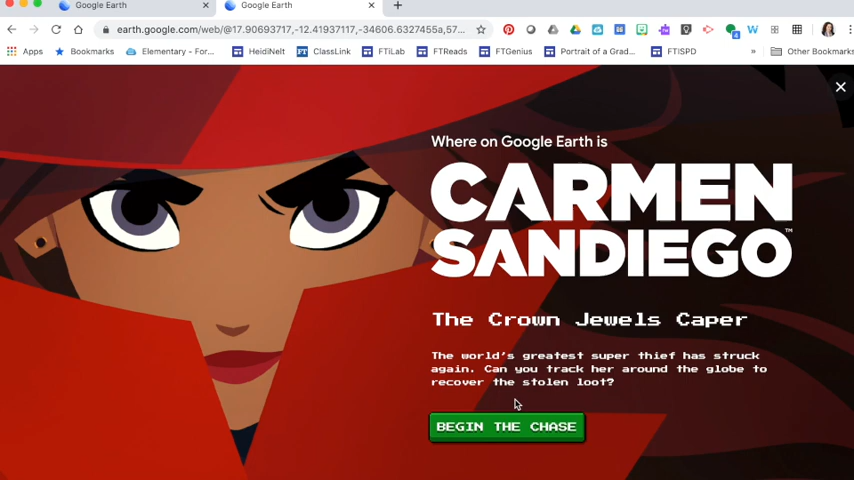 Google Earth
Google Earth
earth.google.com/web/@17.90693717,-12.41937117,-34606.6327455a,57...
Apps
Bookmarks
Elementary - For...
HeidiNeIt
ClassLink
FTiLab
FTReads
FTGenius
Portrait of a Grad...
FTISPD
»
Other Bookmarks
Where on Google Earth is
CARMEN
SANDIEGO™
The Crown Jewels Caper
The world's greatest super thief has struck
again. Can you track her around the globe to
recover the stolen loot?
BEGIN THE CHASE